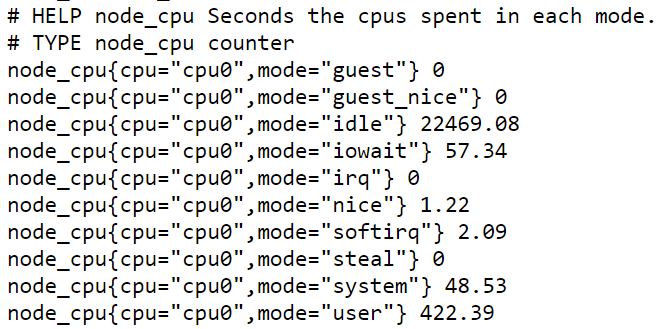 # HELP node_cpu Seconds the cpus spent in each mode.
# TYPE node_cpu counter
node_cpu{cpu="cpu0",mode="guest"} 0
node_cpu{cpu="cpu0",mode="guest_nice"} 0
node_cpu{cpu="cpu0",mode="idle"} 22469.08
node_cpu{cpu="cpu0",mode="iowait"} 57.34
node_cpu{cpu="cpu0",mode="irq"} 0
node_cpu{cpu="cpu0",mode="nice"} 1.22
node_cpu{cpu="cpu0",mode="softirq"} 2.09
node_cpu{cpu="cpu0",mode="steal"} 0
node_cpu{cpu="cpu0",mode="system"} 48.53
node_cpu{cpu="cpu0",mode="user"} 422.39